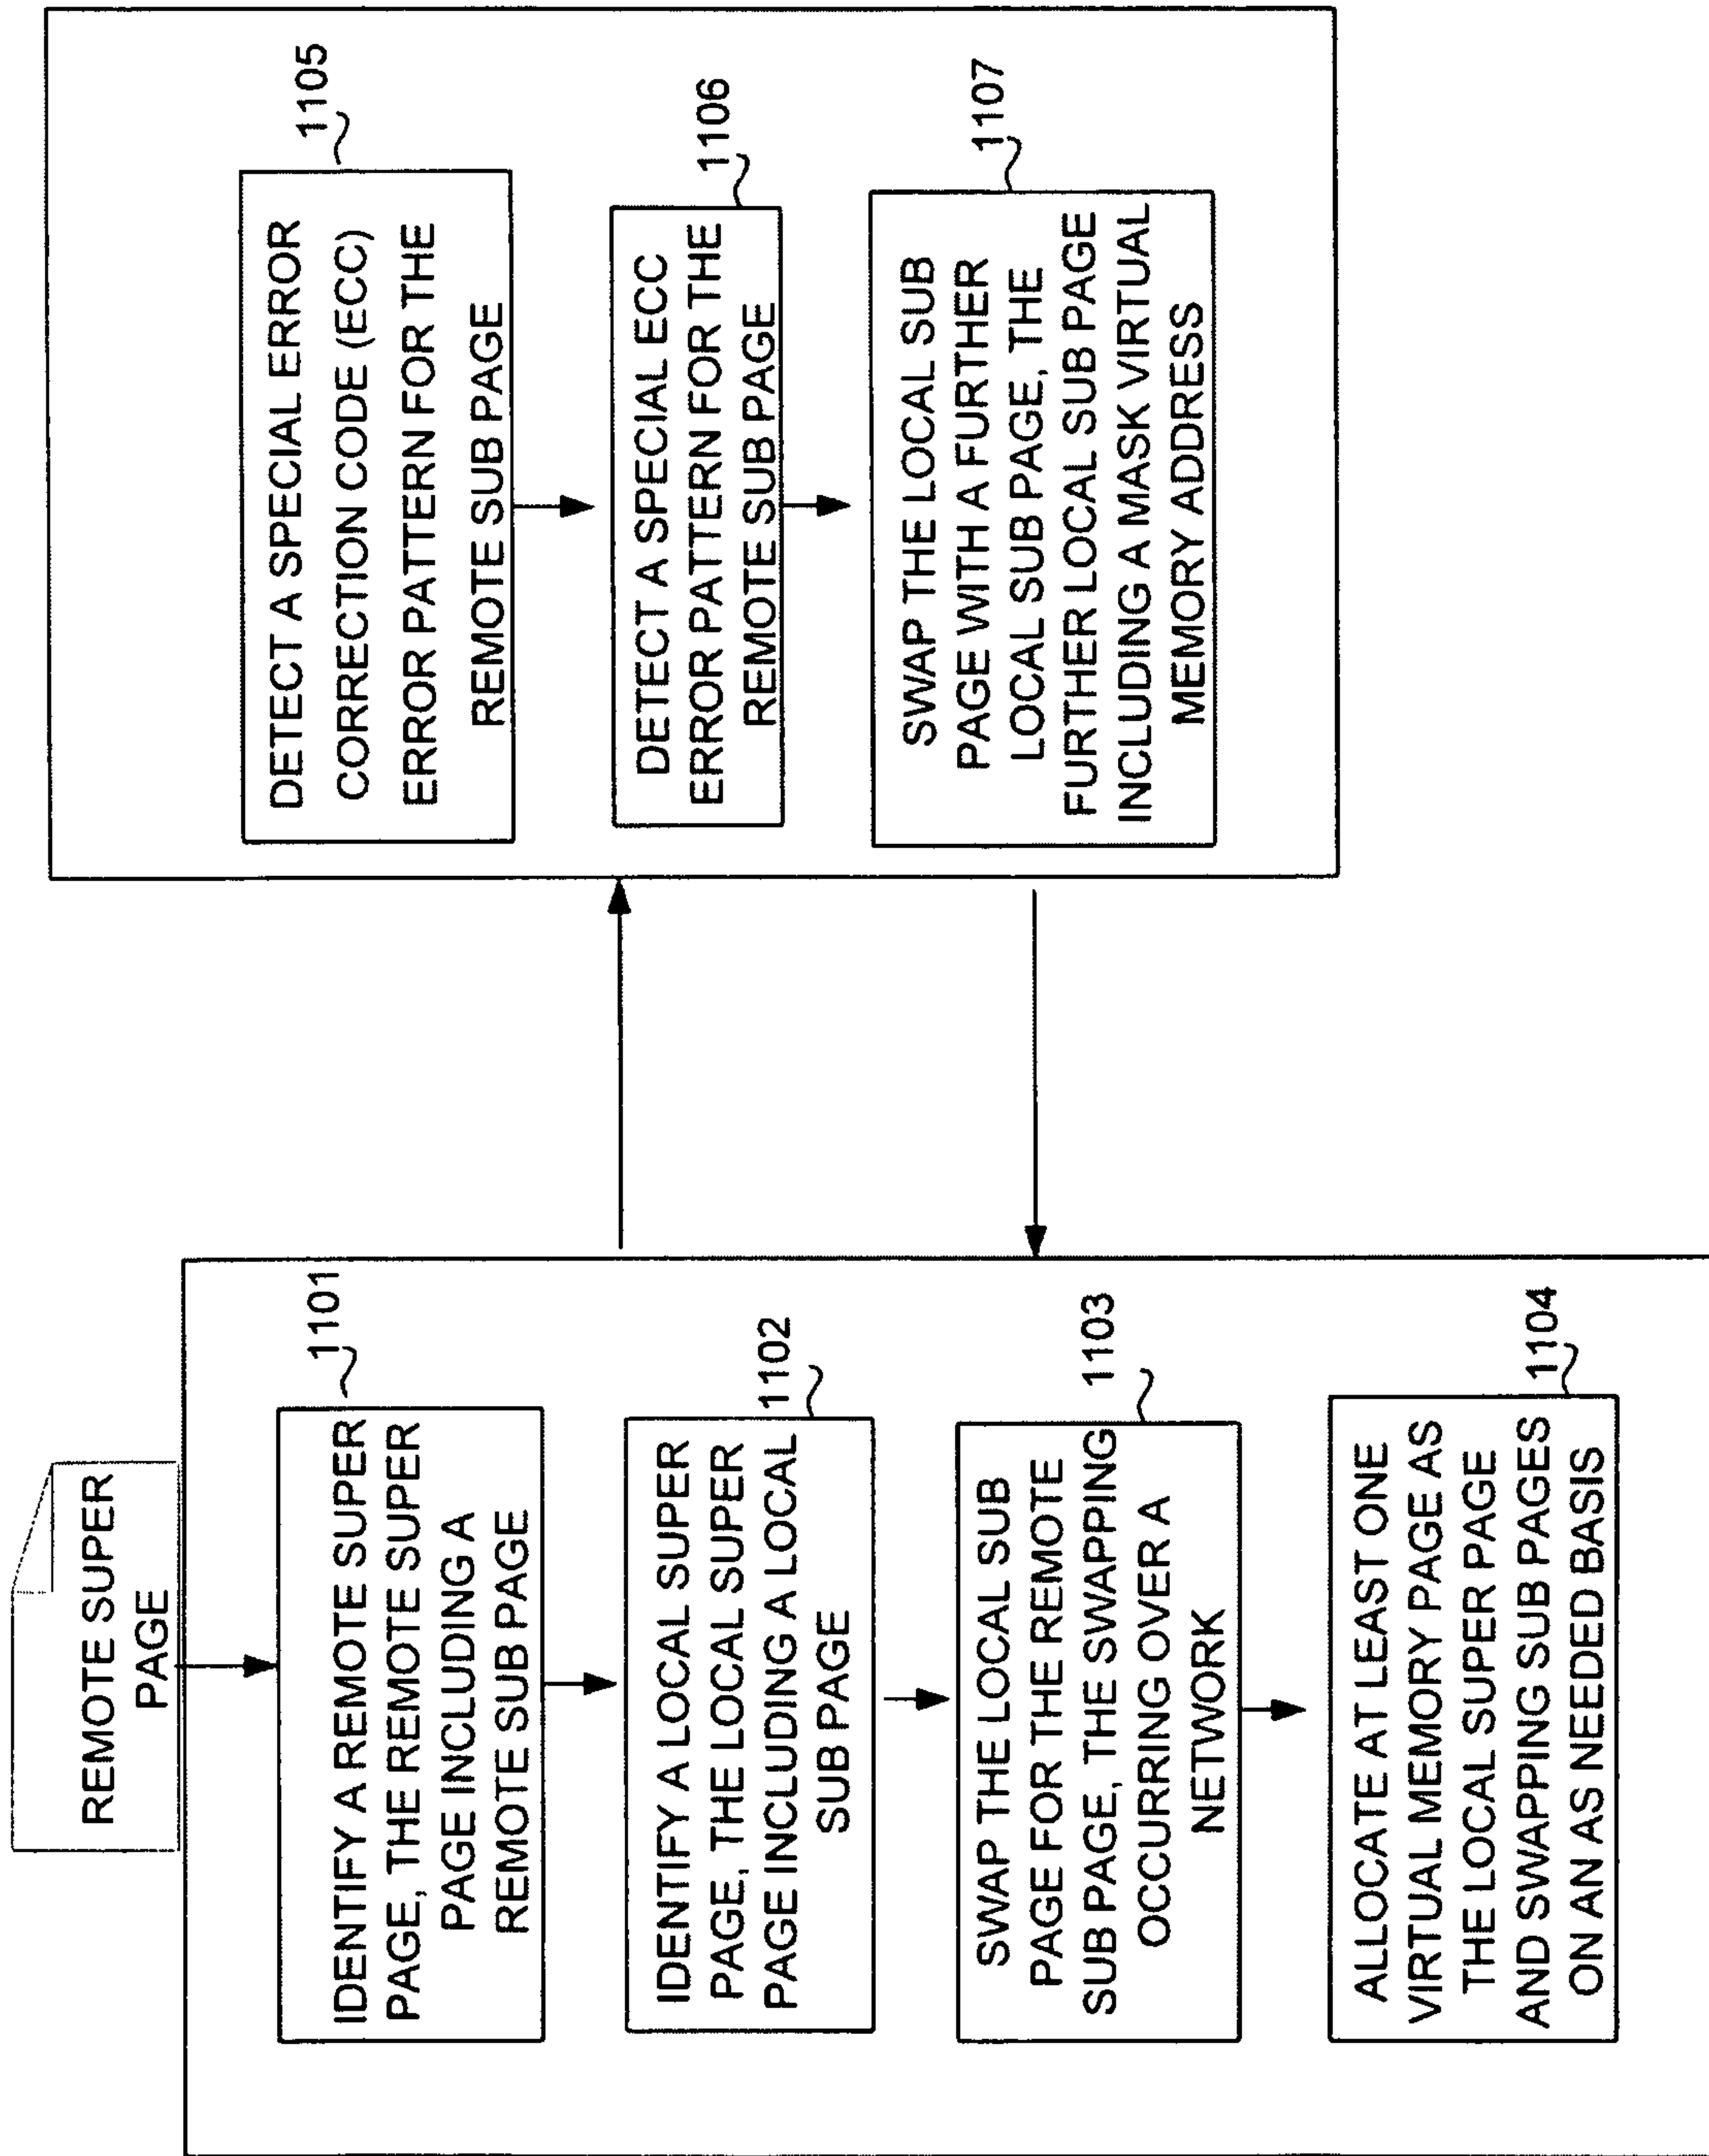 REMOTE SUPER
PAGE
1101
IDENTIFY A REMOTE SUPER
PAGE, THE REMOTE SUPER
PAGE INCLUDING A
REMOTE SUB PAGE
1102
IDENTIFY A LOCAL SUPER
PAGE, THE LOCAL SUPER
PAGE INCLUDING A LOCAL
SUB PAGE
1103
SWAP THE LOCAL SUB
PAGE FOR THE REMOTE
SUB PAGE, THE SWAPPING
OCCURRING OVER A
NETWORK
1104
ALLOCATE AT LEAST ONE
VIRTUAL MEMORY PAGE AS
THE LOCAL SUPER PAGE
AND SWAPPING SUB PAGES
ON AN AS NEEDED BASIS
1105
DETECT A SPECIAL ERROR
CORRECTION CODE (ECC)
ERROR PATTERN FOR THE
REMOTE SUB PAGE
1106
DETECT A SPECIAL ECC
ERROR PATTERN FOR THE
REMOTE SUB PAGE
1107
SWAP THE LOCAL SUB
PAGE WITH A FURTHER
LOCAL SUB PAGE, THE
FURTHER LOCAL SUB PAGE
INCLUDING A MASK VIRTUAL
MEMORY ADDRESS